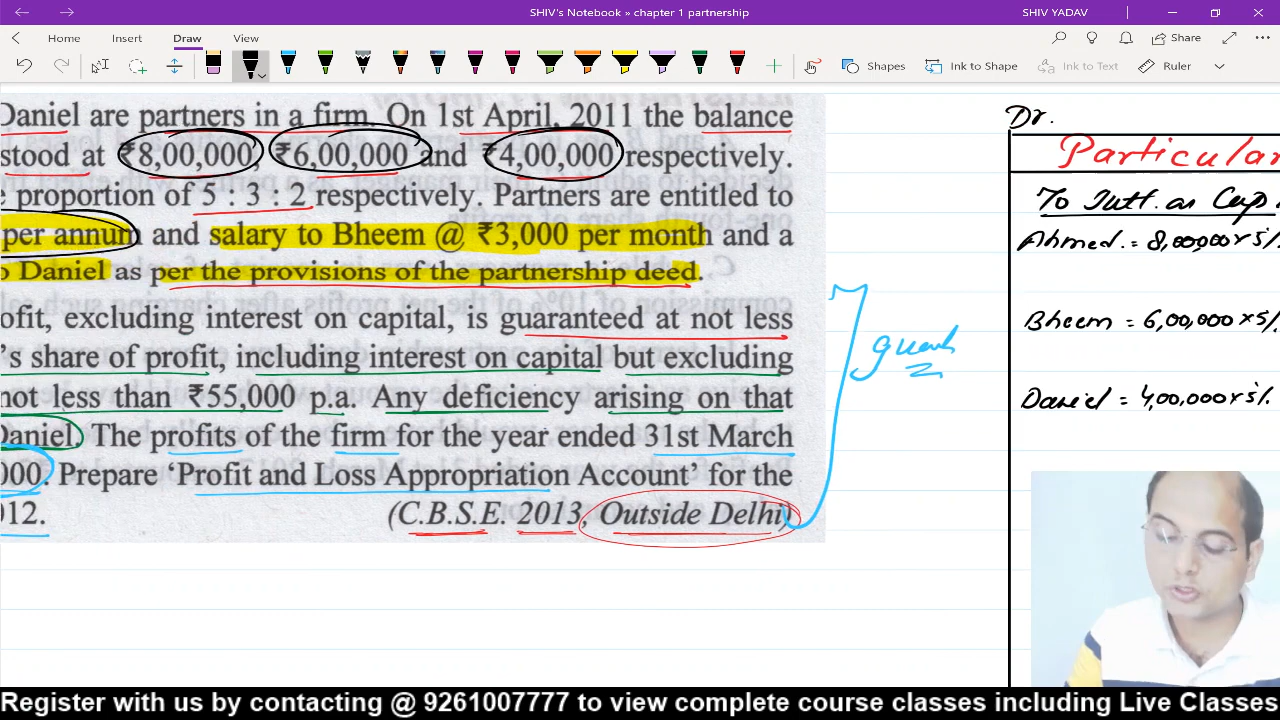 SHIV's Notebook » chapter 1 partnership
SHIV YADAV
Home Insert Draw View
Share
Shapes
Ink to Shape
Ink to Text
Ruler
Daniel are partners in a firm. On 1st April, 2011 the balance
stood at ₹8,00,000, ₹6,00,000 and ₹4,00,000 respectively.
proportion of 5 : 3 : 2 respectively. Partners are entitled to
per annum and salary to Bheem @ ₹3,000 per month and a
Daniel as per the provisions of the partnership deed.
ofit, excluding interest on capital, is guaranteed at not less
's share of profit, including interest on capital but excluding
not less than ₹55,000 p.a. Any deficiency arising on that
Daniel. The profits of the firm for the year ended 31st March
000. Prepare ‘Profit and Loss Appropriation Account’ for the
012.
(C.B.S.E. 2013, Outside Delhi)
Dr.
Particular
To Intt. on Cap
Ahmed = 8,00,000 x 5%
Bheem = 6,00,000 x 5%
Daniel = 4,00,000 x 5%
Register with us by contacting @ 9261007777 to view complete course classes including Live Classes